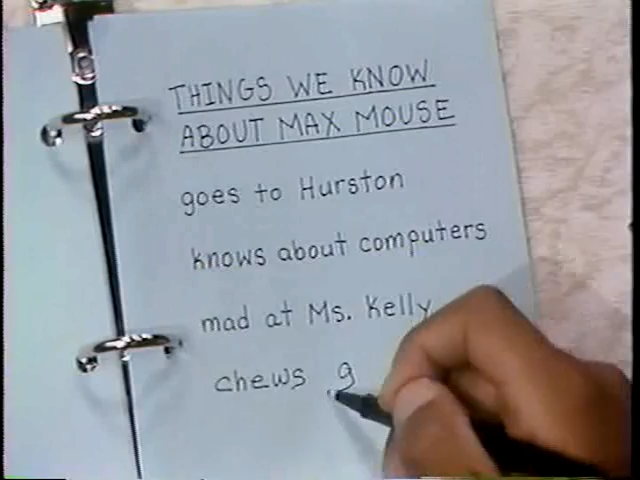 THINGS WE KNOW
ABOUT MAX MOUSE
goes to Hurston
knows about computers
mad at Ms. Kelly
chews g